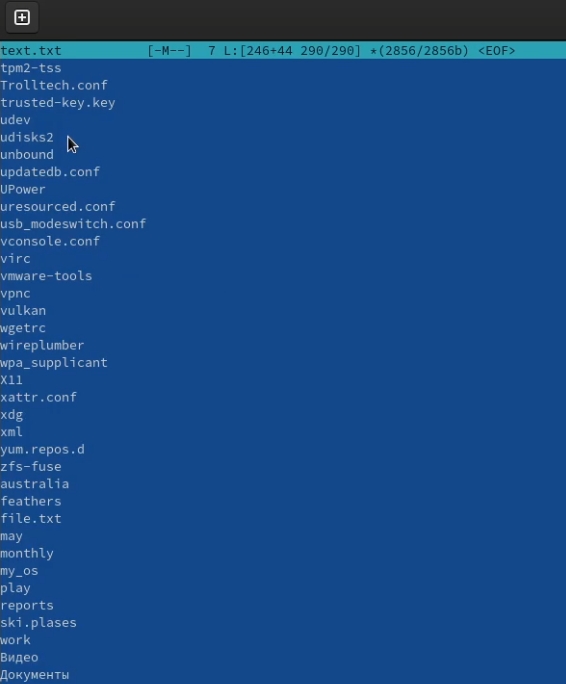 text.txt [-M--] 7 L:[246+44 290/290] *(2856/2856b) <EOF>
tpm2-tss
Trolltech.conf
trusted-key.key
udev
udisks2
unbound
updatedb.conf
UPower
uresourced.conf
usb_modeswitch.conf
vconsole.conf
virc
vmware-tools
vpnc
vulkan
wgetrc
wireplumber
wpa_supplicant
X11
xattr.conf
xdg
xml
yum.repos.d
zfs-fuse
australia
feathers
file.txt
may
monthly
my_os
play
reports
ski.plases
work
Видео
Документы